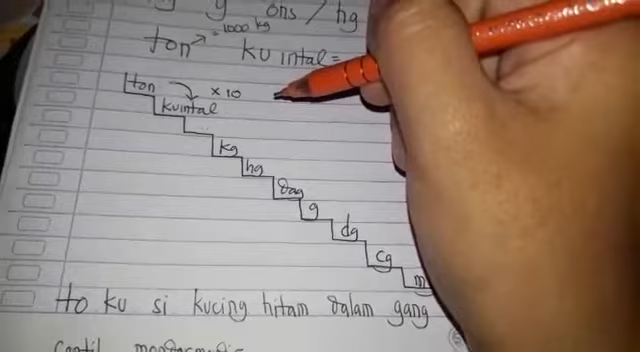 ons / hg
ton → = 1000 kg kuintal =
ton × 10
kuintal
kg
hg
dag
g
dg
cg
m
to ku si kucing hitam dalam gang